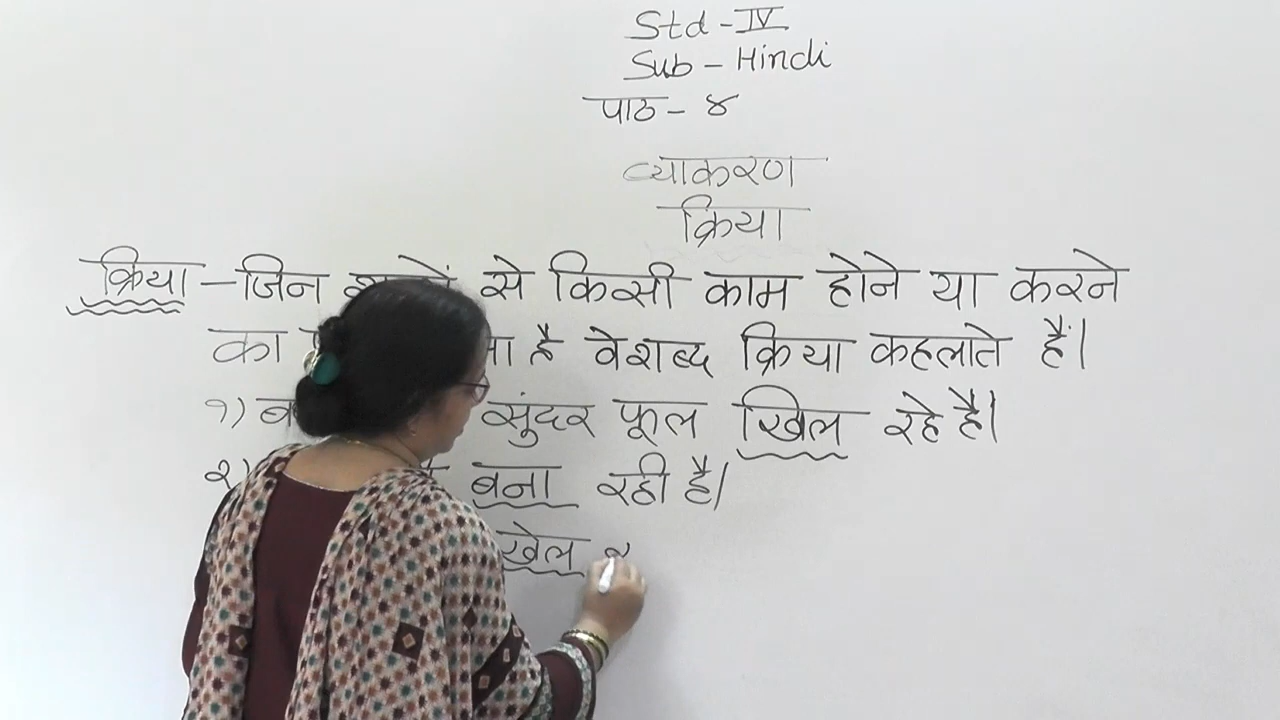 Std - IV
Sub - Hindi
पाठ - ४
व्याकरण
क्रिया
क्रिया - जिन से किसी काम होने या करने
का है वे शब्द क्रिया कहलाते हैं।
१) सुंदर फूल खिल रहे है।
२) बना रही है।
खेल